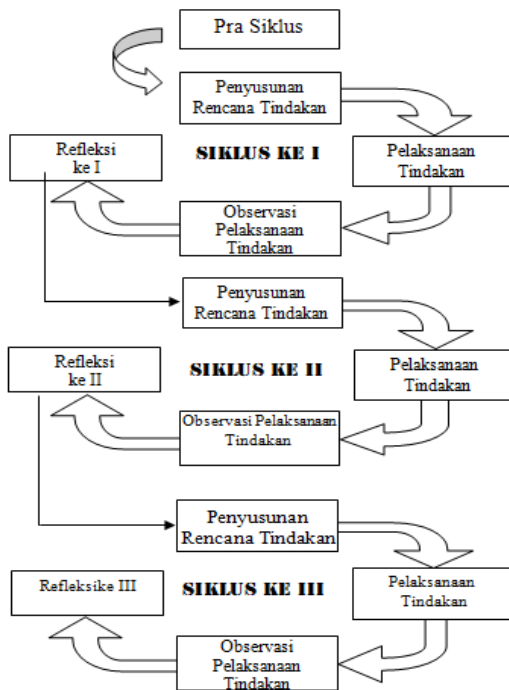 Pra Siklus
Penyusunan
Rencana Tindakan
Refleksi
ke I
SIKLUS KE I
Pelaksanaan
Tindakan
Observasi
Pelaksanaan
Tindakan
Penyusunan
Rencana Tindakan
Refleksi
ke II
SIKLUS KE II
Pelaksanaan
Tindakan
Observasi Pelaksanaan
Tindakan
Penyusunan
Rencana Tindakan
Refleksike III
SIKLUS KE III
Pelaksanaan
Tindakan
Observasi
Pelaksanaan
Tindakan